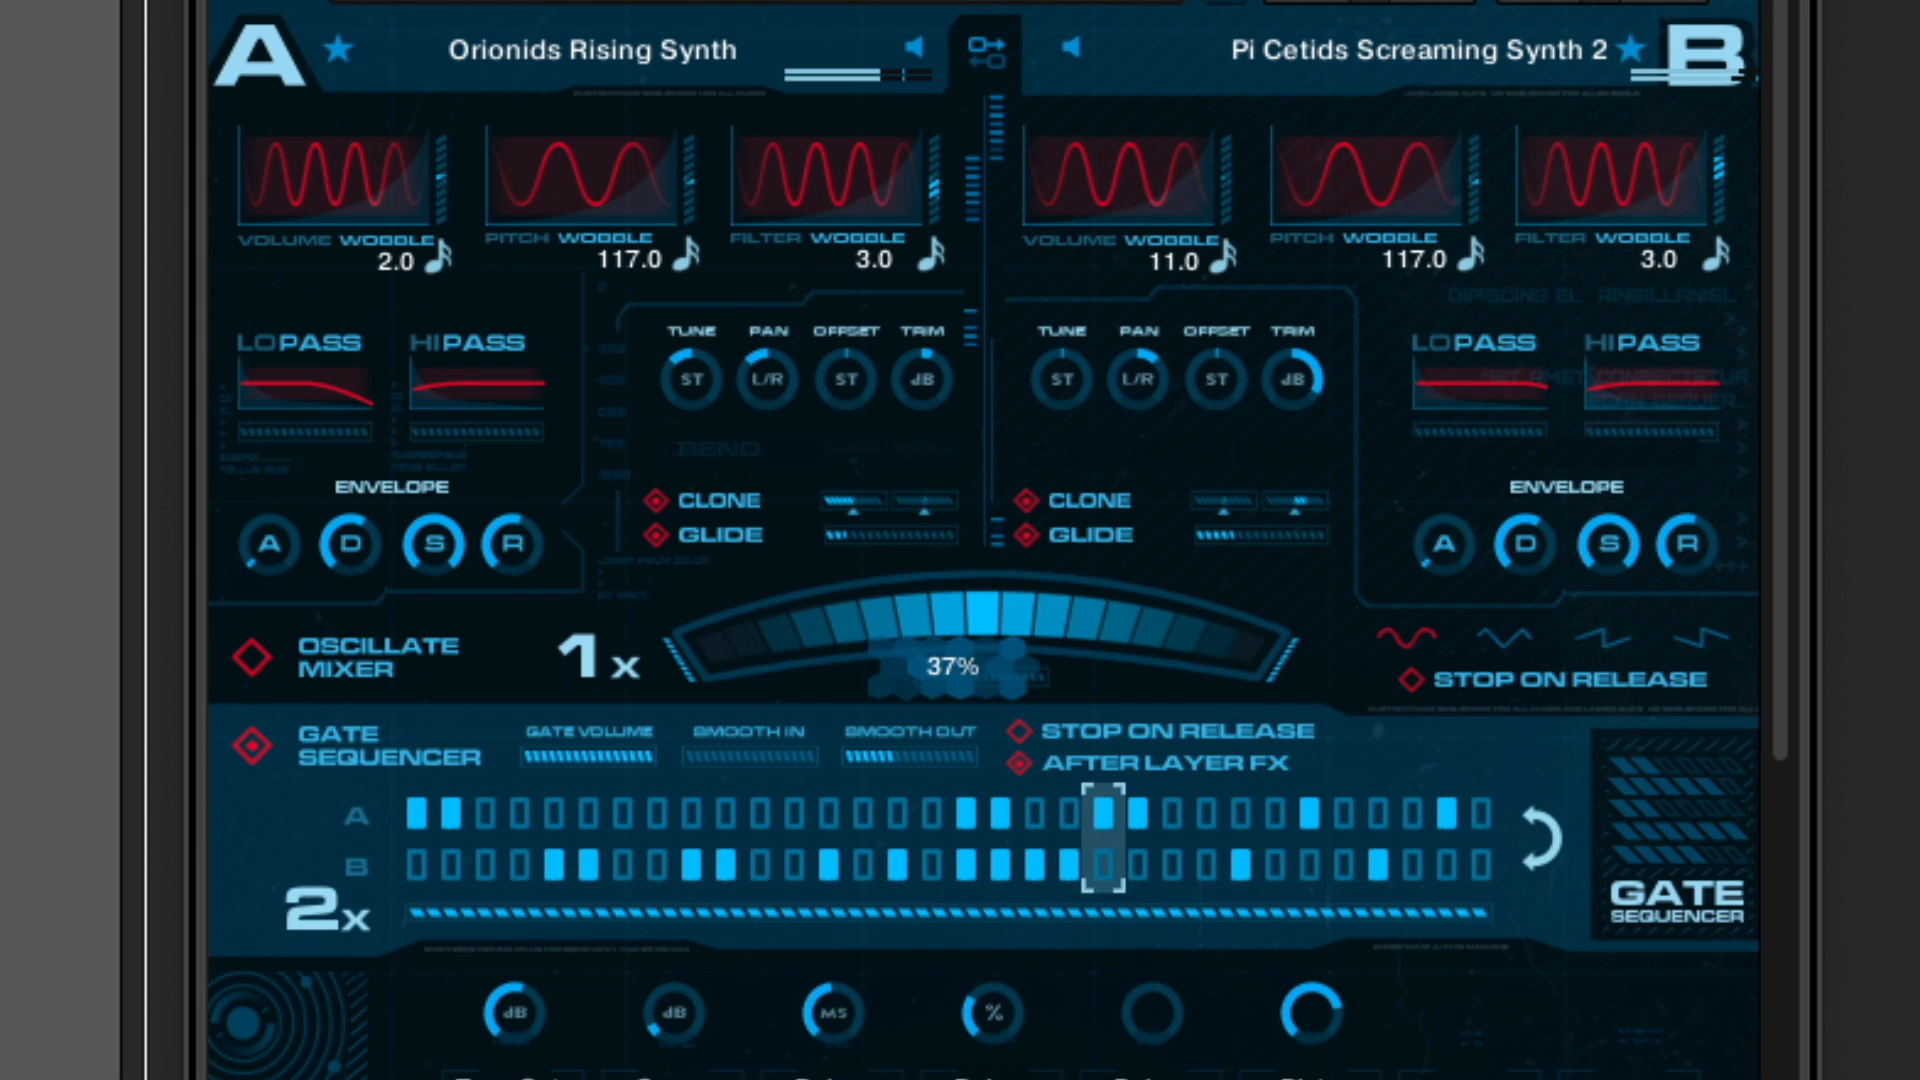 A
Orionids Rising Synth
Pi Cetids Screaming Synth 2
B
VOLUME WOBBLE
2.0
PITCH WOBBLE
117.0
FILTER WOBBLE
3.0
VOLUME WOBBLE
11.0
PITCH WOBBLE
117.0
FILTER WOBBLE
3.0
LOPASS
HIPASS
TUNE PAN OFFSET TRIM
ST L/R ST dB
TUNE PAN OFFSET TRIM
ST L/R ST dB
LOPASS
HIPASS
BEND
CLONE
GLIDE
CLONE
GLIDE
ENVELOPE
A D S R
ENVELOPE
A D S R
OSCILLATE
MIXER
1x
37%
STOP ON RELEASE
GATE
SEQUENCER
GATE VOLUME
SMOOTH IN
SMOOTH OUT
STOP ON RELEASE
AFTER LAYER FX
A
B
2x
GATE
SEQUENCER
dB dB MS %